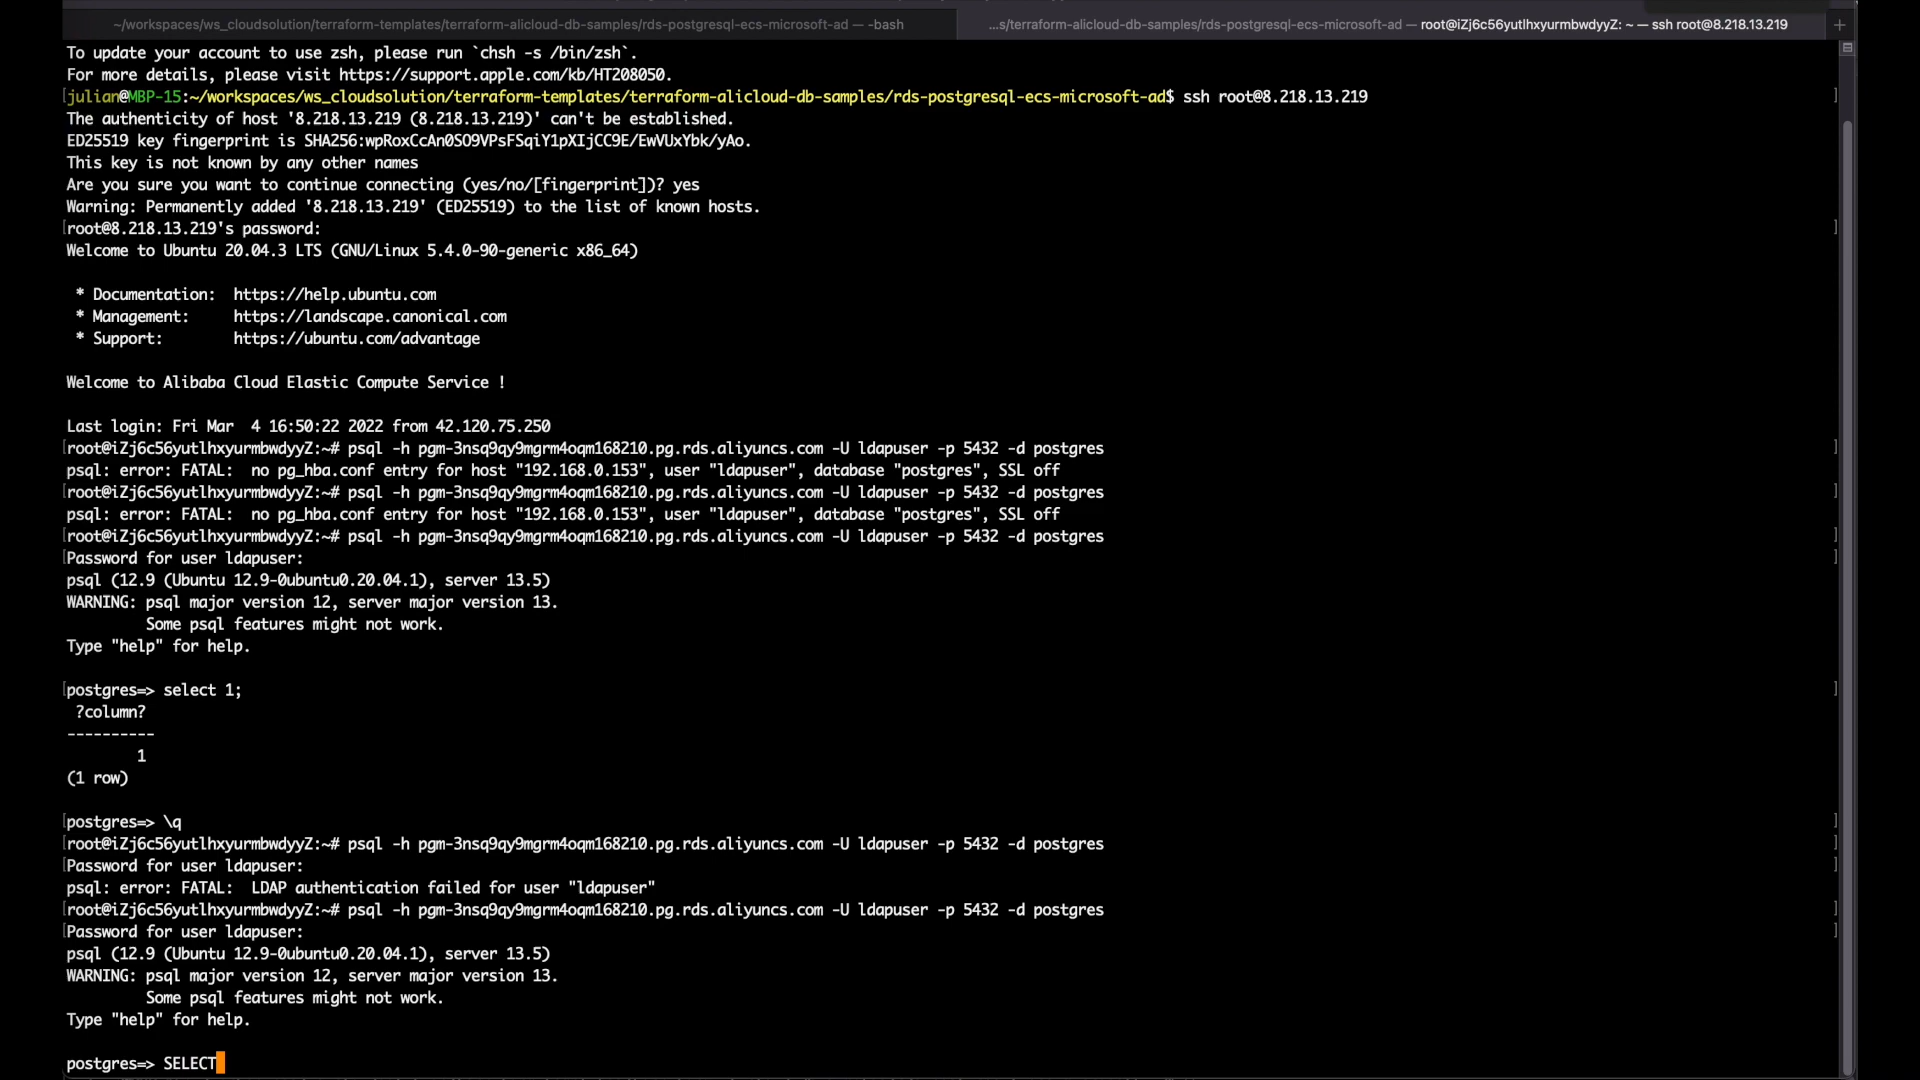 ~/workspaces/ws_cloudsolution/terraform-templates/terraform-alicloud-db-samples/rds-postgresql-ecs-microsoft-ad — -bash
...s/terraform-alicloud-db-samples/rds-postgresql-ecs-microsoft-ad — root@iZj6c56yutlhxyurmbwdyyZ: ~ — ssh root@8.218.13.219
To update your account to use zsh, please run `chsh -s /bin/zsh`.
For more details, please visit https://support.apple.com/kb/HT208050.
julian@MBP-15:~/workspaces/ws_cloudsolution/terraform-templates/terraform-alicloud-db-samples/rds-postgresql-ecs-microsoft-ad$ ssh root@8.218.13.219
The authenticity of host '8.218.13.219 (8.218.13.219)' can't be established.
ED25519 key fingerprint is SHA256:wpRoxCcAn0SO9VPsFSqiY1pXIjCC9E/EwVUxYbk/yAo.
This key is not known by any other names
Are you sure you want to continue connecting (yes/no/[fingerprint])? yes
Warning: Permanently added '8.218.13.219' (ED25519) to the list of known hosts.
root@8.218.13.219's password:
Welcome to Ubuntu 20.04.3 LTS (GNU/Linux 5.4.0-90-generic x86_64)
* Documentation:  https://help.ubuntu.com
* Management:     https://landscape.canonical.com
* Support:        https://ubuntu.com/advantage
Welcome to Alibaba Cloud Elastic Compute Service !
Last login: Fri Mar  4 16:50:22 2022 from 42.120.75.250
root@iZj6c56yutlhxyurmbwdyyZ:~# psql -h pgm-3nsq9qy9mgrm4oqm168210.pg.rds.aliyuncs.com -U ldapuser -p 5432 -d postgres
psql: error: FATAL:  no pg_hba.conf entry for host "192.168.0.153", user "ldapuser", database "postgres", SSL off
root@iZj6c56yutlhxyurmbwdyyZ:~# psql -h pgm-3nsq9qy9mgrm4oqm168210.pg.rds.aliyuncs.com -U ldapuser -p 5432 -d postgres
psql: error: FATAL:  no pg_hba.conf entry for host "192.168.0.153", user "ldapuser", database "postgres", SSL off
root@iZj6c56yutlhxyurmbwdyyZ:~# psql -h pgm-3nsq9qy9mgrm4oqm168210.pg.rds.aliyuncs.com -U ldapuser -p 5432 -d postgres
Password for user ldapuser:
psql (12.9 (Ubuntu 12.9-0ubuntu0.20.04.1), server 13.5)
WARNING: psql major version 12, server major version 13.
Some psql features might not work.
Type "help" for help.
postgres=> select 1;
?column?
----------
1
(1 row)
postgres=> \q
root@iZj6c56yutlhxyurmbwdyyZ:~# psql -h pgm-3nsq9qy9mgrm4oqm168210.pg.rds.aliyuncs.com -U ldapuser -p 5432 -d postgres
Password for user ldapuser:
psql: error: FATAL:  LDAP authentication failed for user "ldapuser"
root@iZj6c56yutlhxyurmbwdyyZ:~# psql -h pgm-3nsq9qy9mgrm4oqm168210.pg.rds.aliyuncs.com -U ldapuser -p 5432 -d postgres
Password for user ldapuser:
psql (12.9 (Ubuntu 12.9-0ubuntu0.20.04.1), server 13.5)
WARNING: psql major version 12, server major version 13.
Some psql features might not work.
Type "help" for help.
postgres=> SELECT